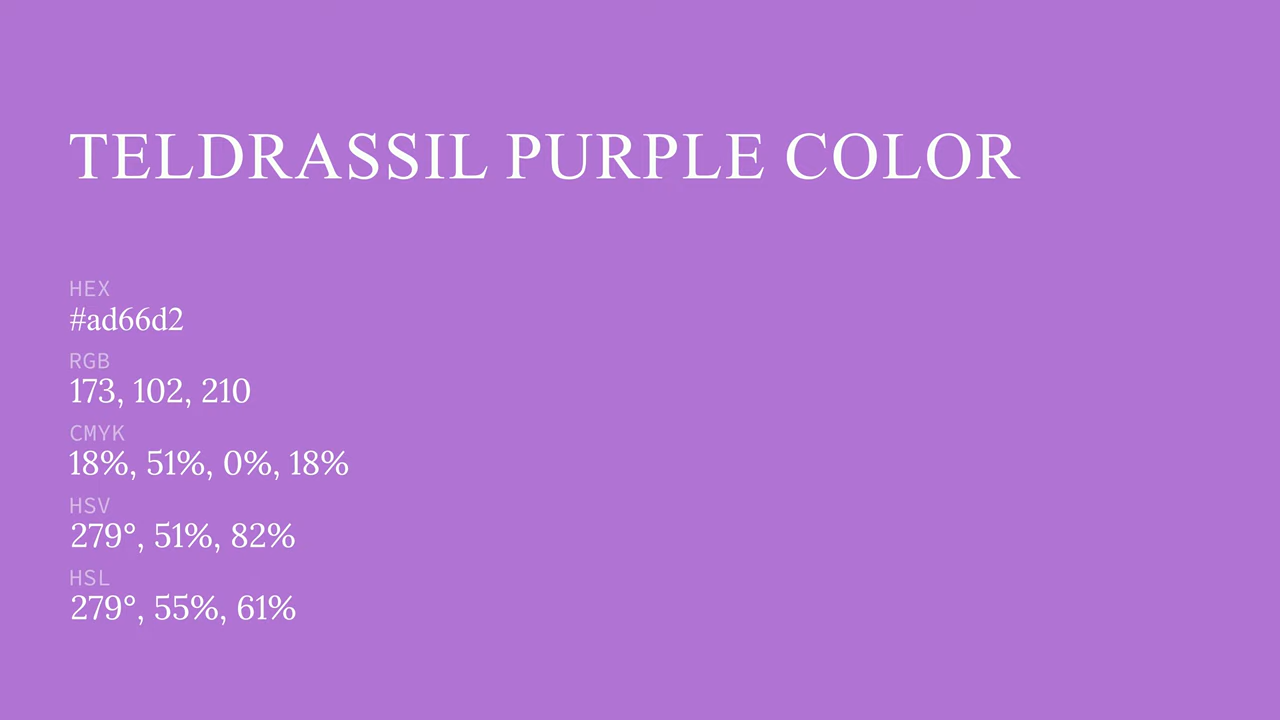 TELDRASSIL PURPLE COLOR
HEX
#ad66d2
RGB
173, 102, 210
CMYK
18%, 51%, 0%, 18%
HSV
279°, 51%, 82%
HSL
279°, 55%, 61%